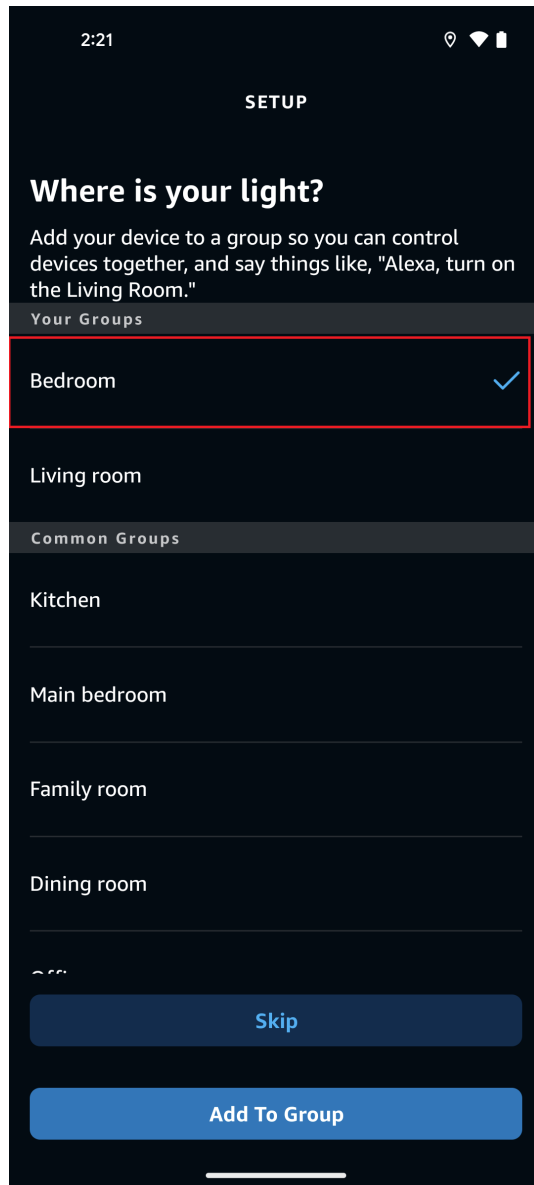 2:21
SETUP
Where is your light?
Add your device to a group so you can control
devices together, and say things like, "Alexa, turn on
the Living Room."
Your Groups
Bedroom
Living room
Common Groups
Kitchen
Main bedroom
Family room
Dining room
Skip
Add To Group